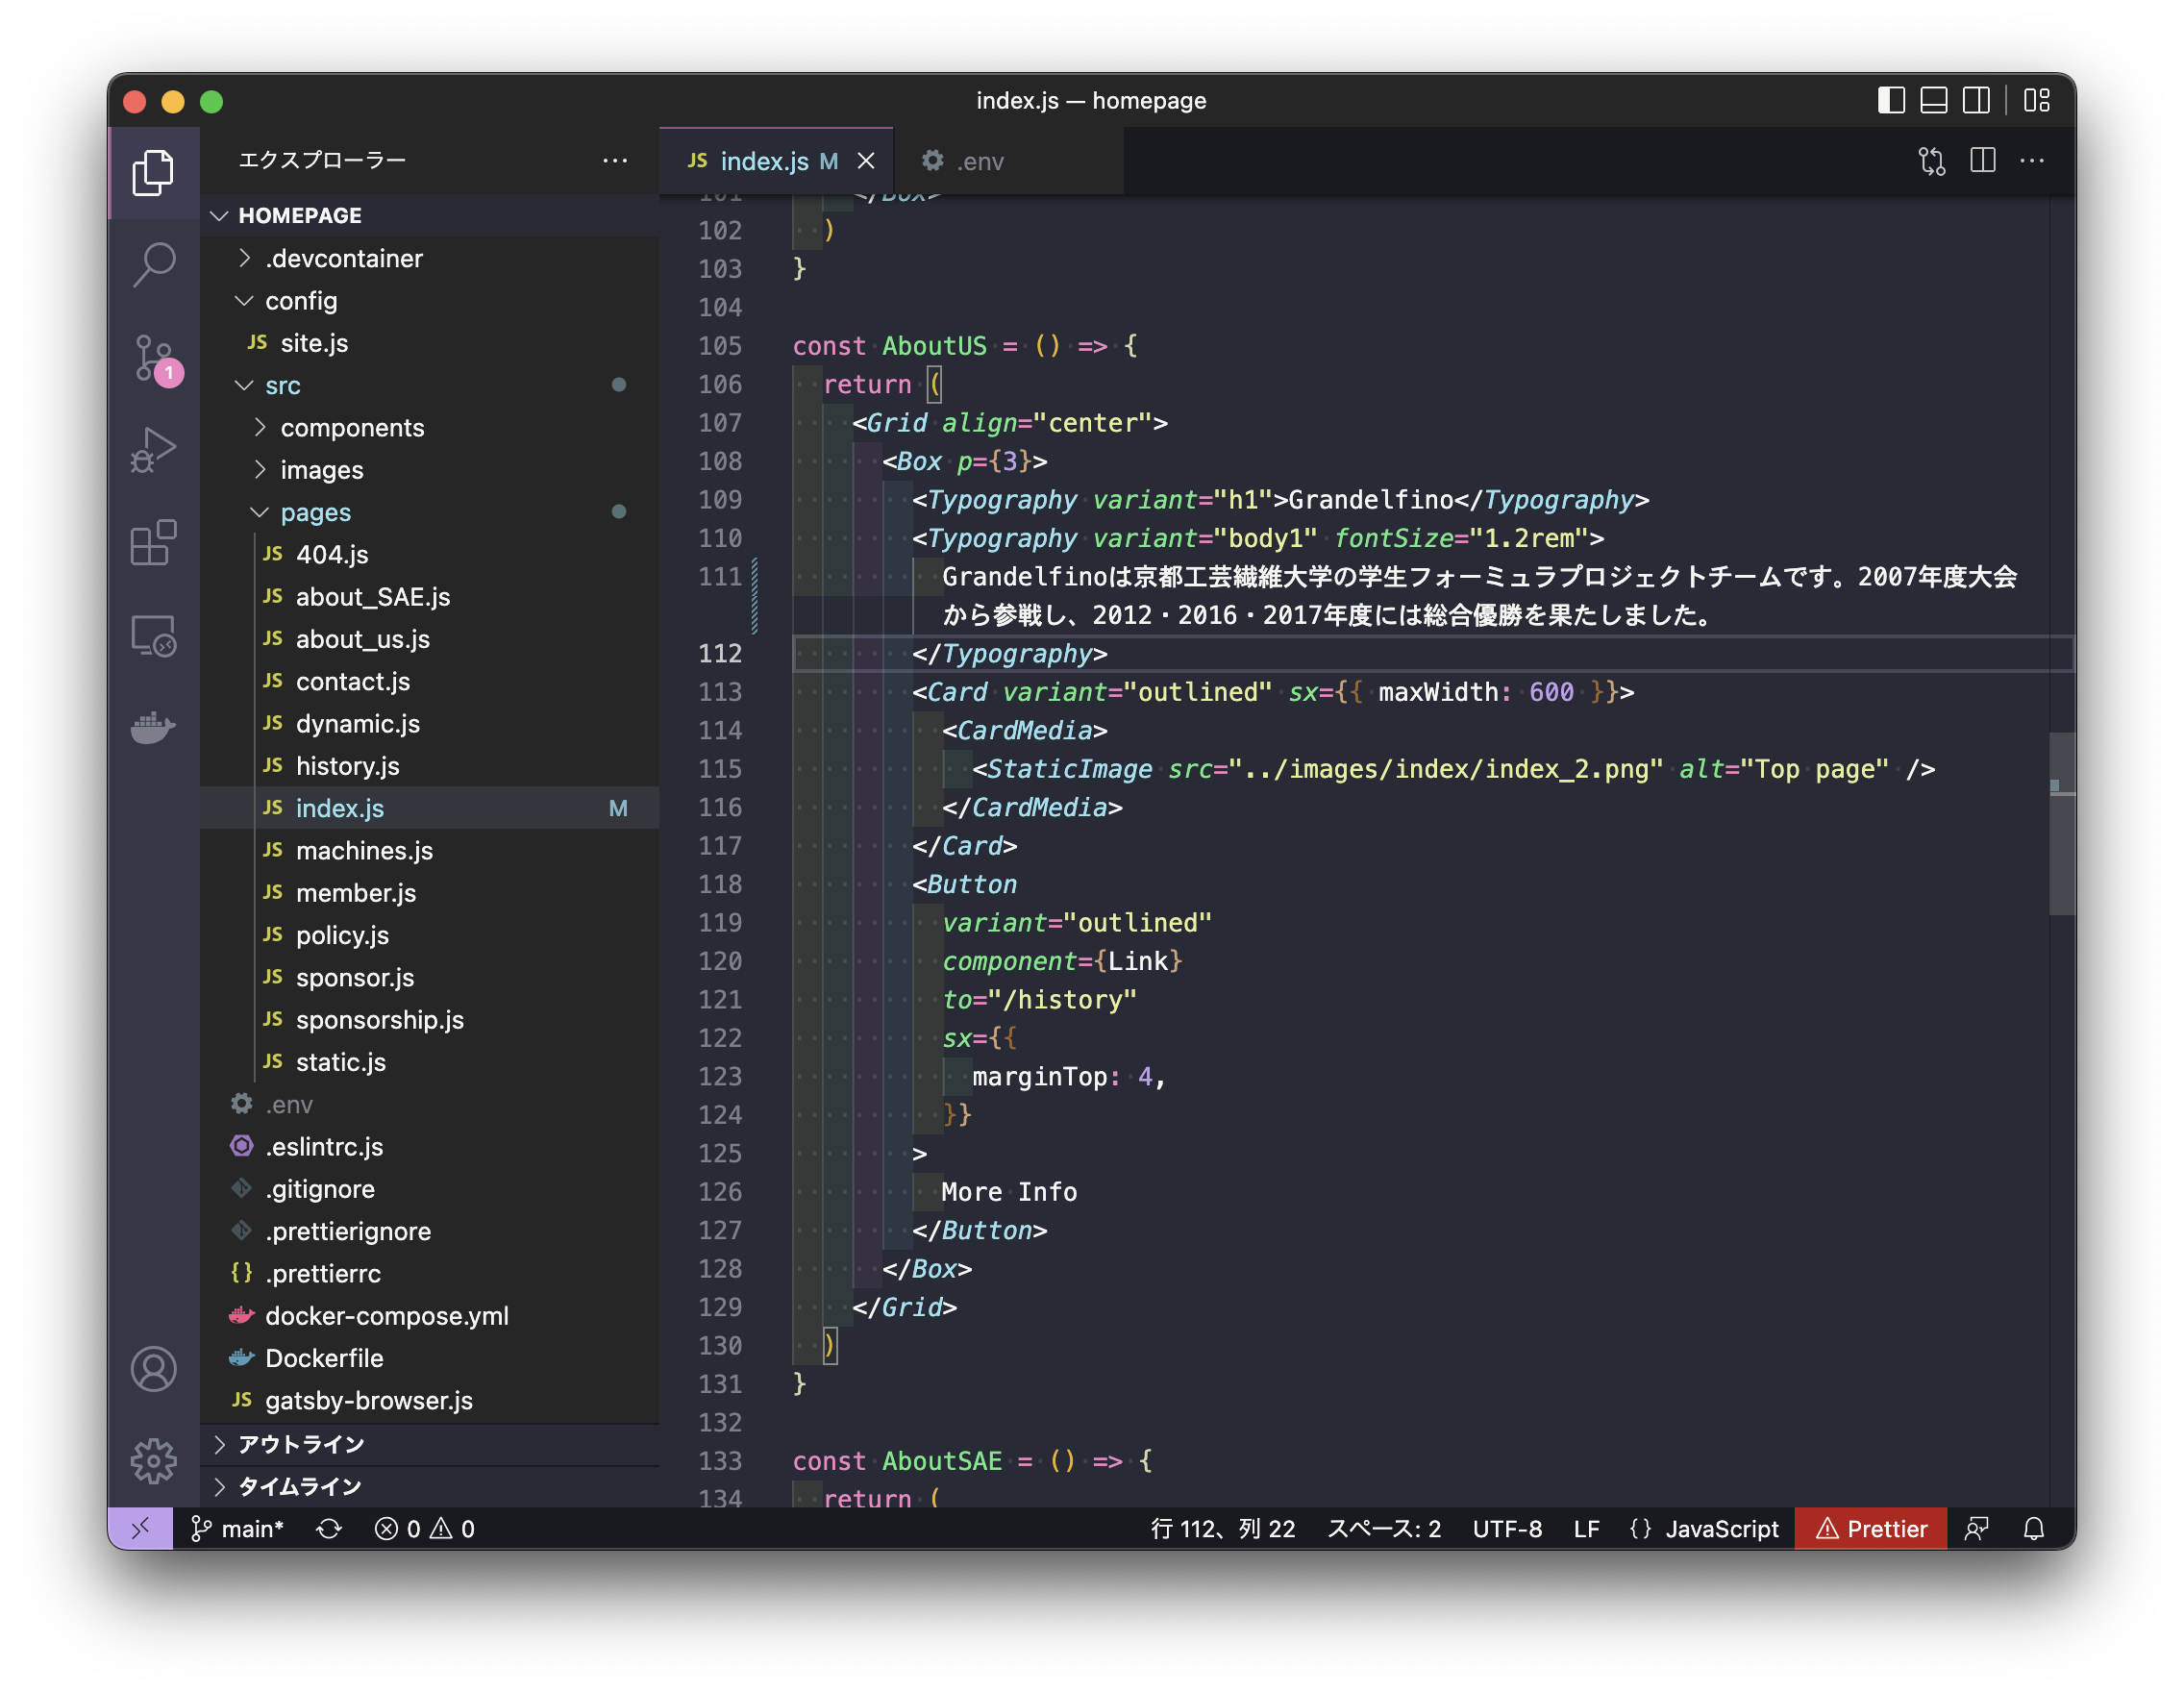 index.js — homepage
エクスプローラー
HOMEPAGE
.devcontainer
config
JS site.js
src
components
images
pages
JS 404.js
JS about_SAE.js
JS about_us.js
JS contact.js
JS dynamic.js
JS history.js
JS index.js M
JS machines.js
JS member.js
JS policy.js
JS sponsor.js
JS sponsorship.js
JS static.js
.env
.eslintrc.js
.gitignore
.prettierignore
{} .prettierrc
docker-compose.yml
Dockerfile
JS gatsby-browser.js
アウトライン
タイムライン
1
JS index.js M
.env
101 </Box>
102 )
103 }
104
105 const AboutUS = () => {
106 return (
107 <Grid align="center">
108 <Box p={3}>
109 <Typography variant="h1">Grandelfino</Typography>
110 <Typography variant="body1" fontSize="1.2rem">
111 Grandelfinoは京都工芸繊維大学の学生フォーミュラプロジェクトチームです。2007年度大会
から参戦し、2012・2016・2017年度には総合優勝を果たしました。
112 </Typography>
113 <Card variant="outlined" sx={{ maxWidth: 600 }}>
114 <CardMedia>
115 <StaticImage src="../images/index/index_2.png" alt="Top page" />
116 </CardMedia>
117 </Card>
118 <Button
119 variant="outlined"
120 component={Link}
121 to="/history"
122 sx={{
123 marginTop: 4,
124 }}
125 >
126 More Info
127 </Button>
128 </Box>
129 </Grid>
130 )
131 }
132
133 const AboutSAE = () => {
134 return (
main* 0 0 行 112、列 22 スペース: 2 UTF-8 LF {} JavaScript Prettier